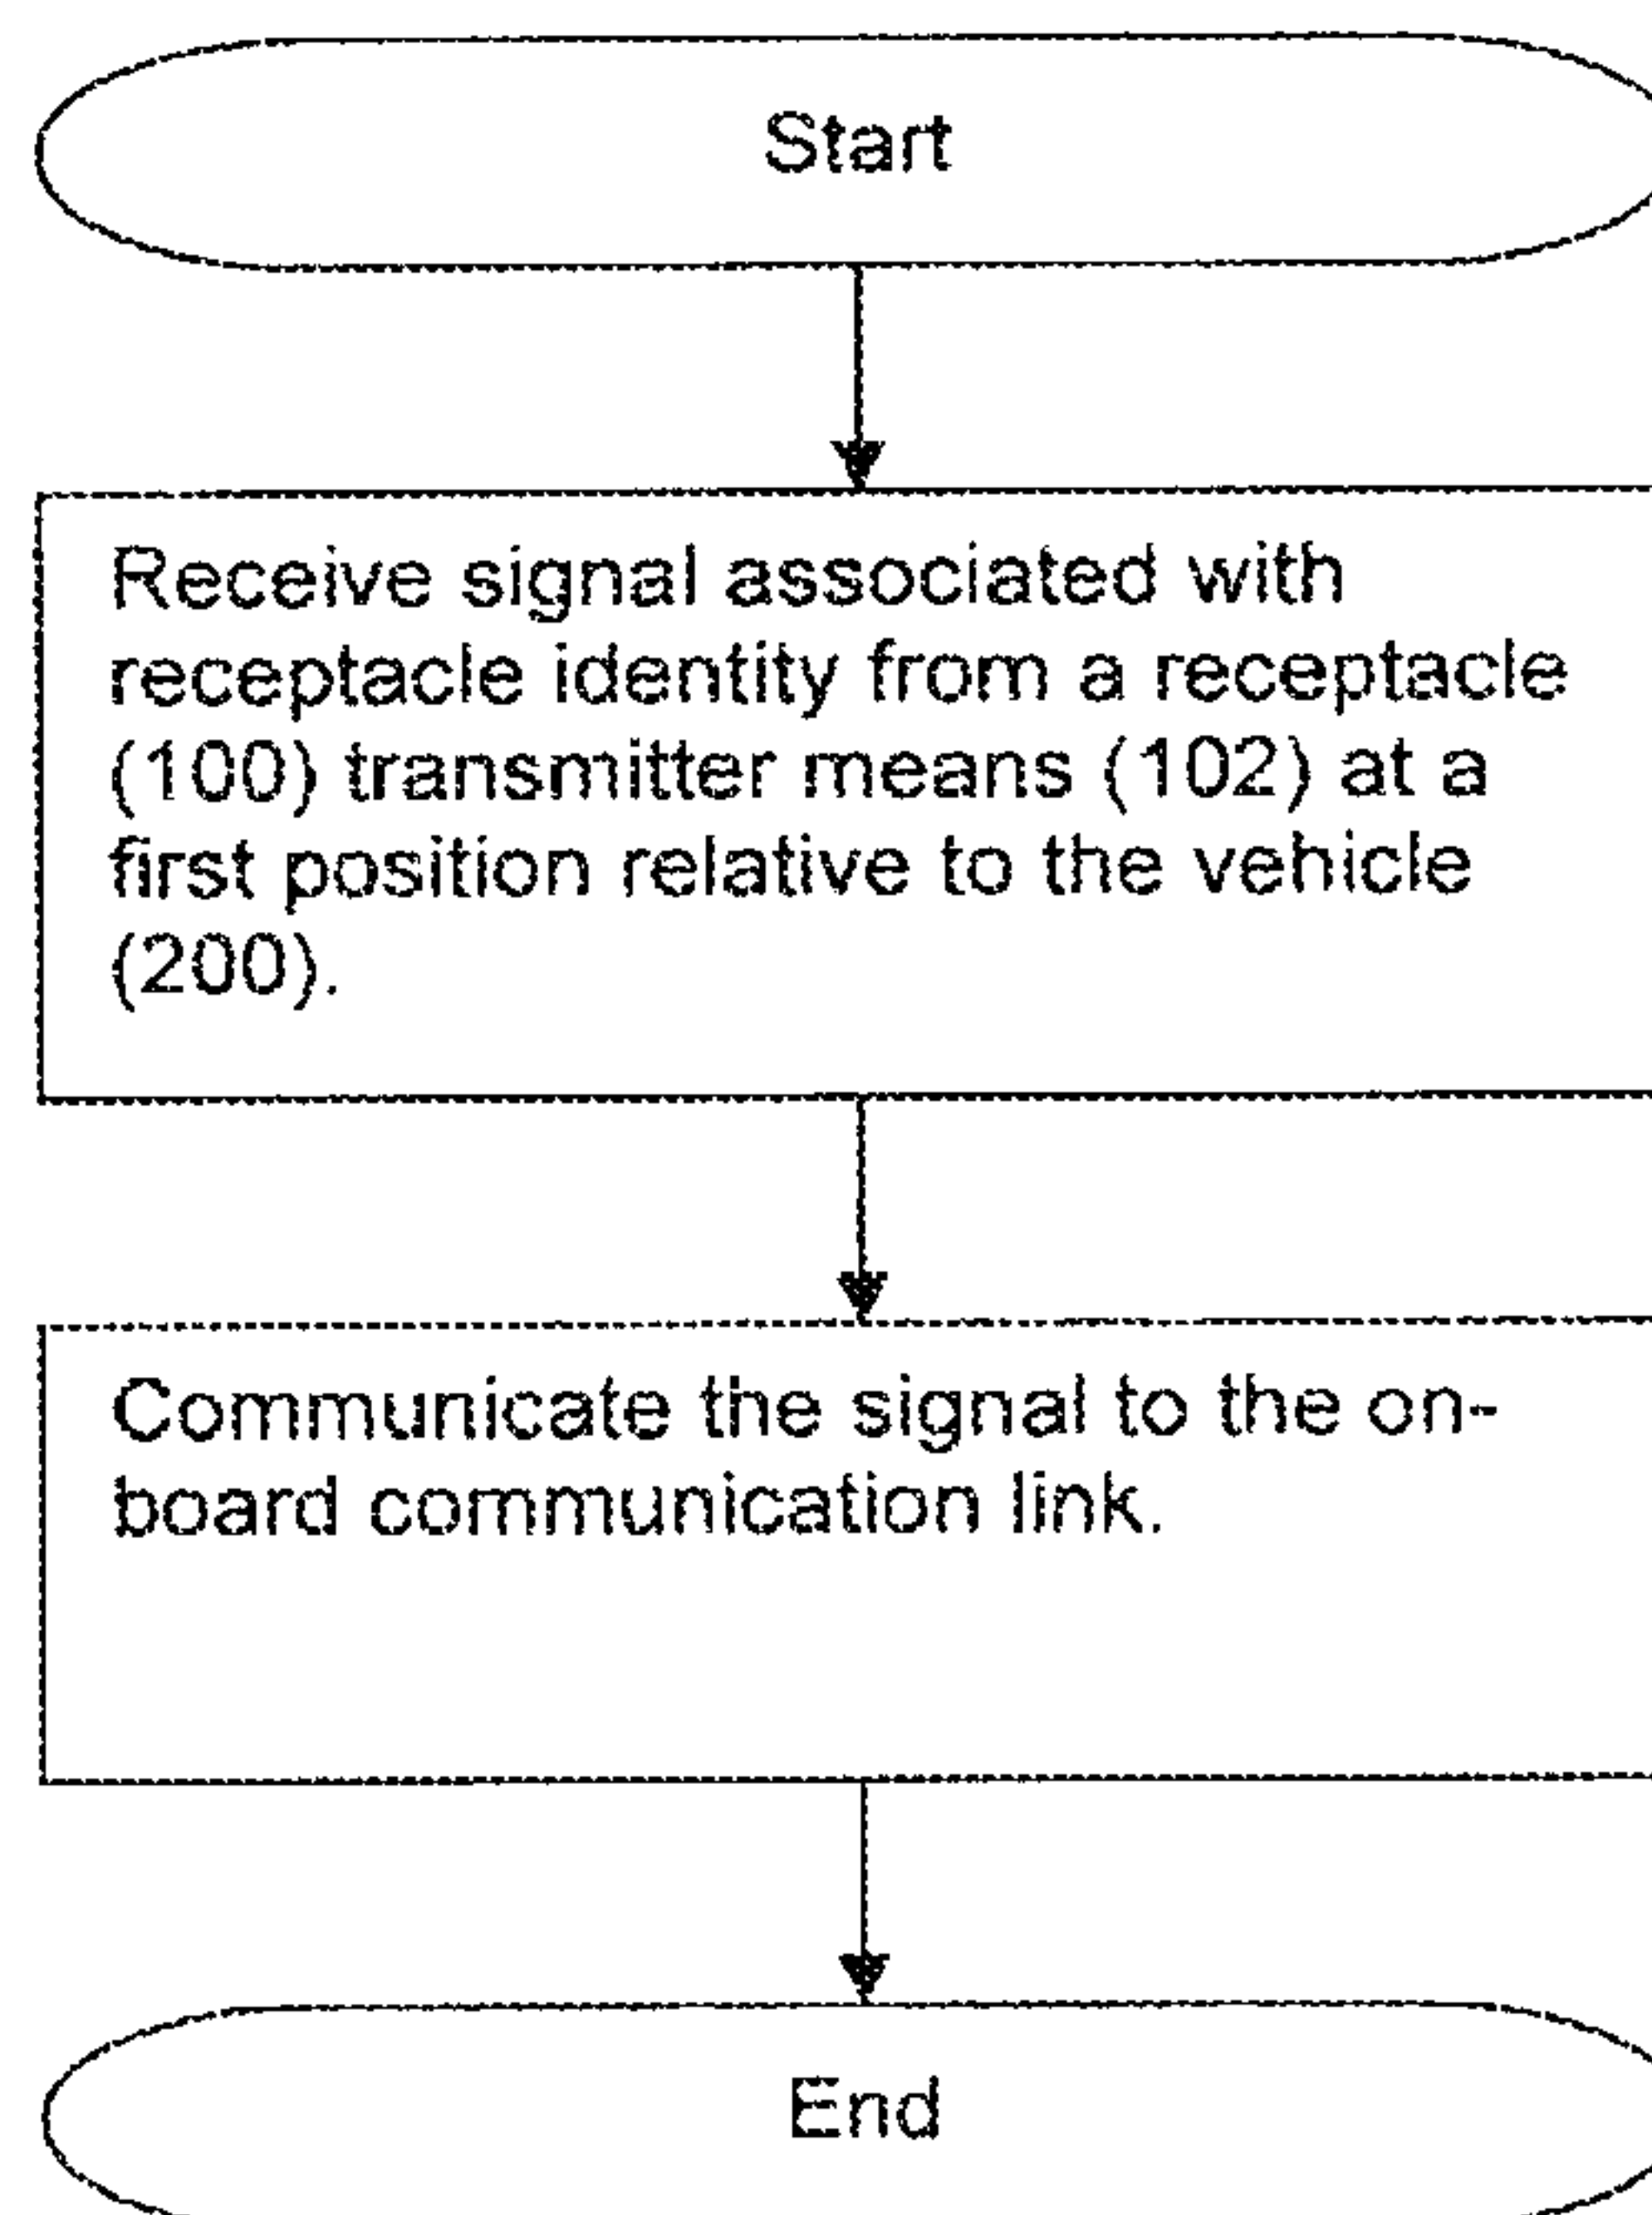 Start
Receive signal associated with
receptacle identity from a receptacle
(100) transmitter means (102) at a
first position relative to the vehicle
(200).
Communicate the signal to the on-
board communication link.
End